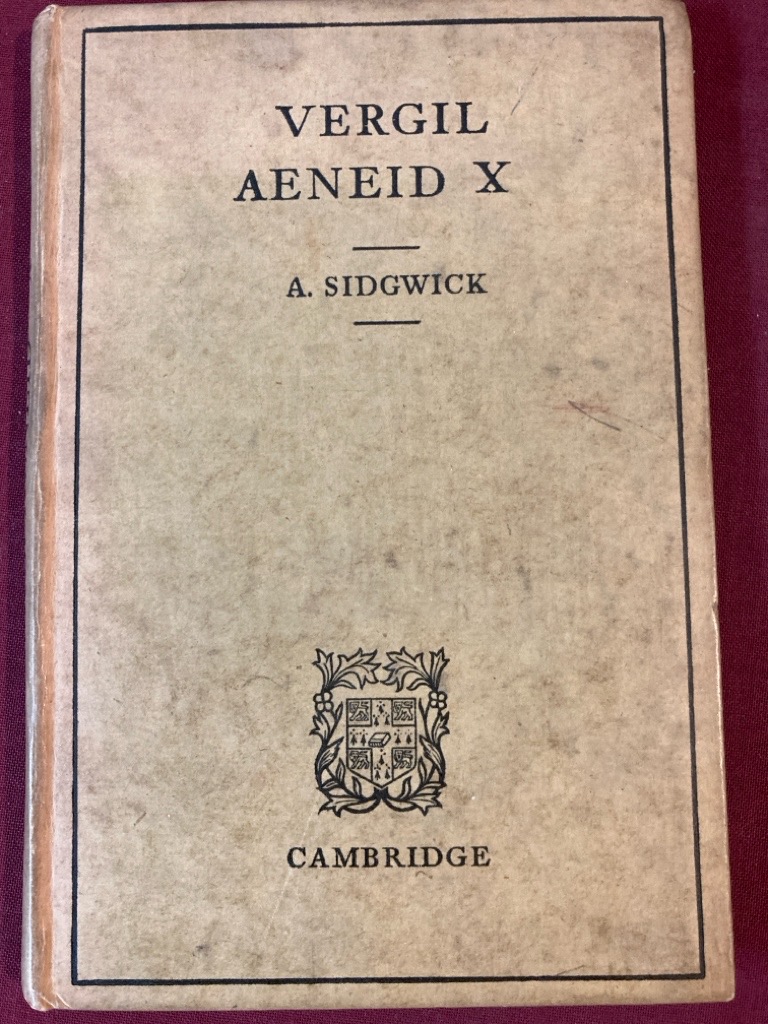 VERGIL
AENEID X
A. SIDGWICK
CAMBRIDGE